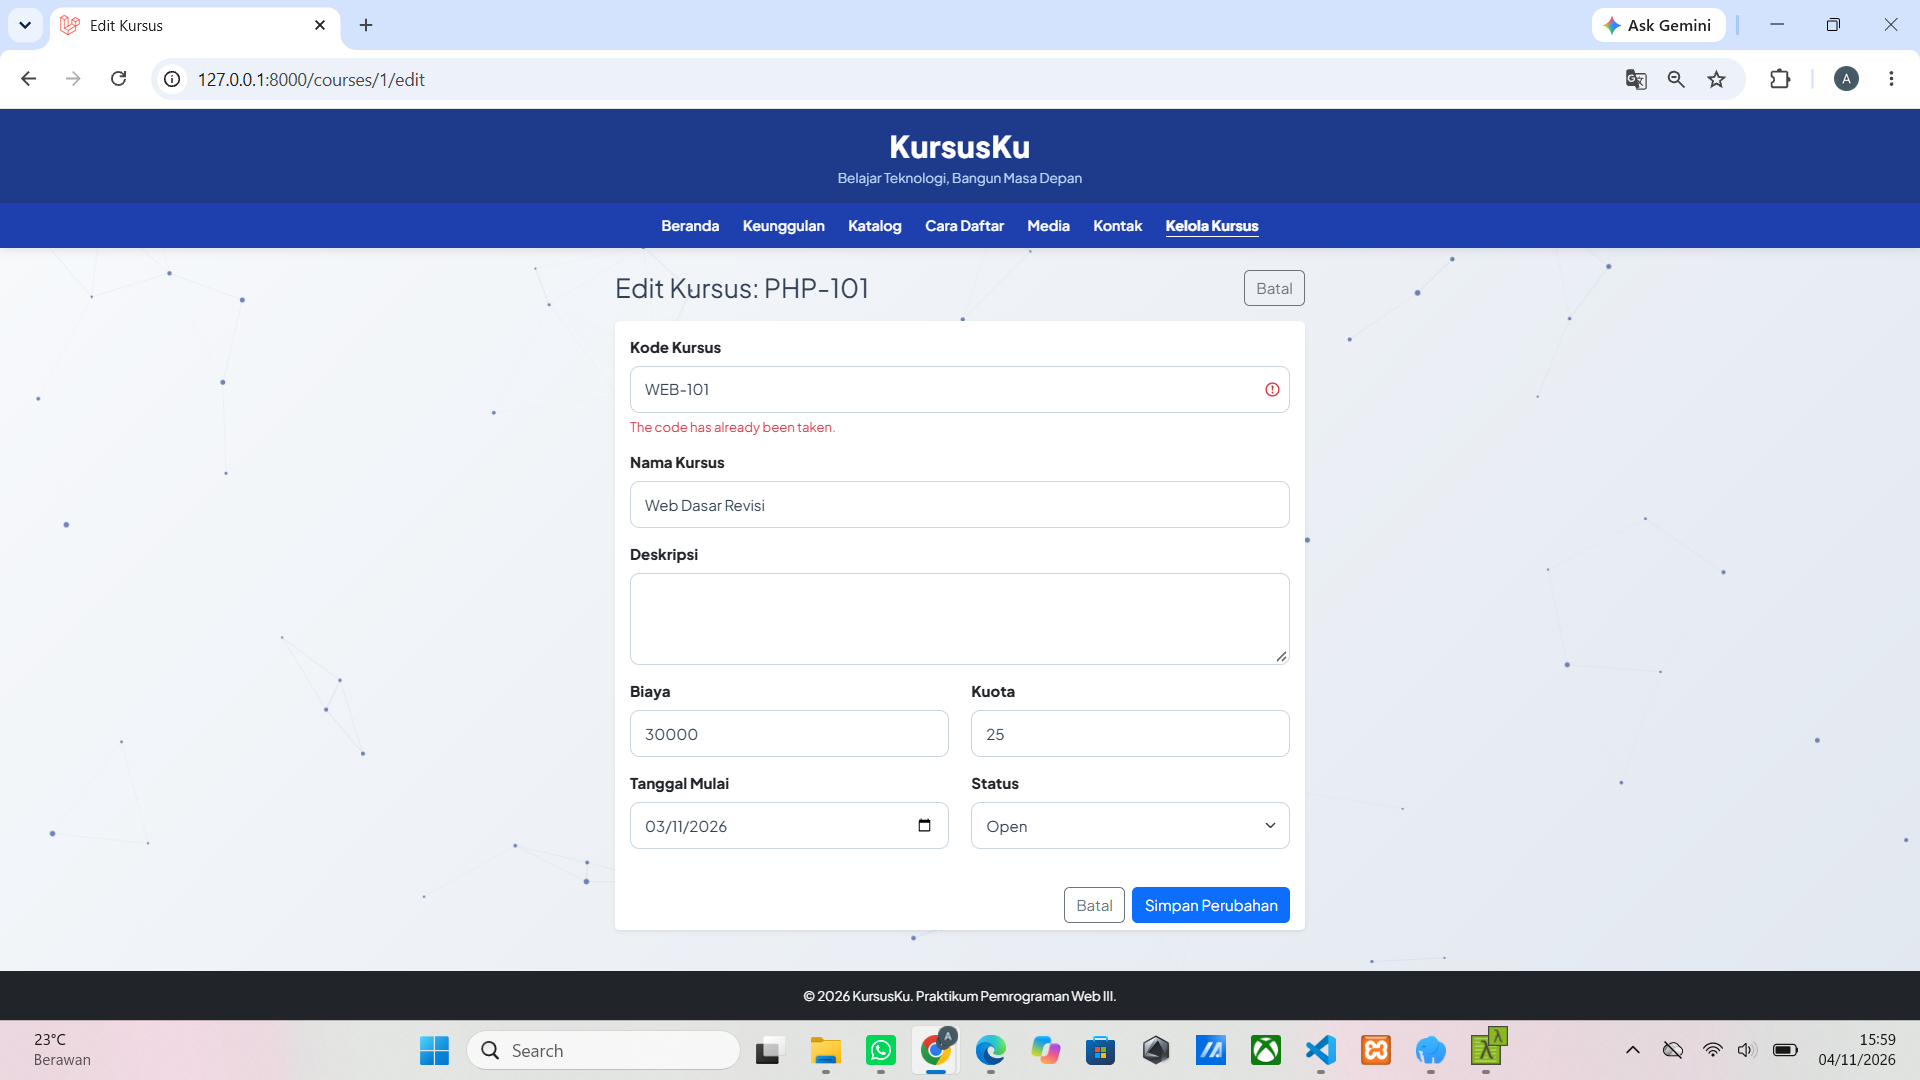 Edit Kursus
Ask Gemini
127.0.0.1:8000/courses/1/edit
A
KursusKu
Belajar Teknologi, Bangun Masa Depan
Beranda Keunggulan Katalog Cara Daftar Media Kontak Kelola Kursus
Edit Kursus: PHP-101
Batal
Kode Kursus
WEB-101
The code has already been taken.
Nama Kursus
Web Dasar Revisi
Deskripsi
Biaya Kuota
30000 25
Tanggal Mulai Status
03/11/2026 Open
Batal Simpan Perubahan
© 2026 KursusKu. Praktikum Pemrograman Web III.
23°C
Berawan
Search
A
15:59
04/11/2026